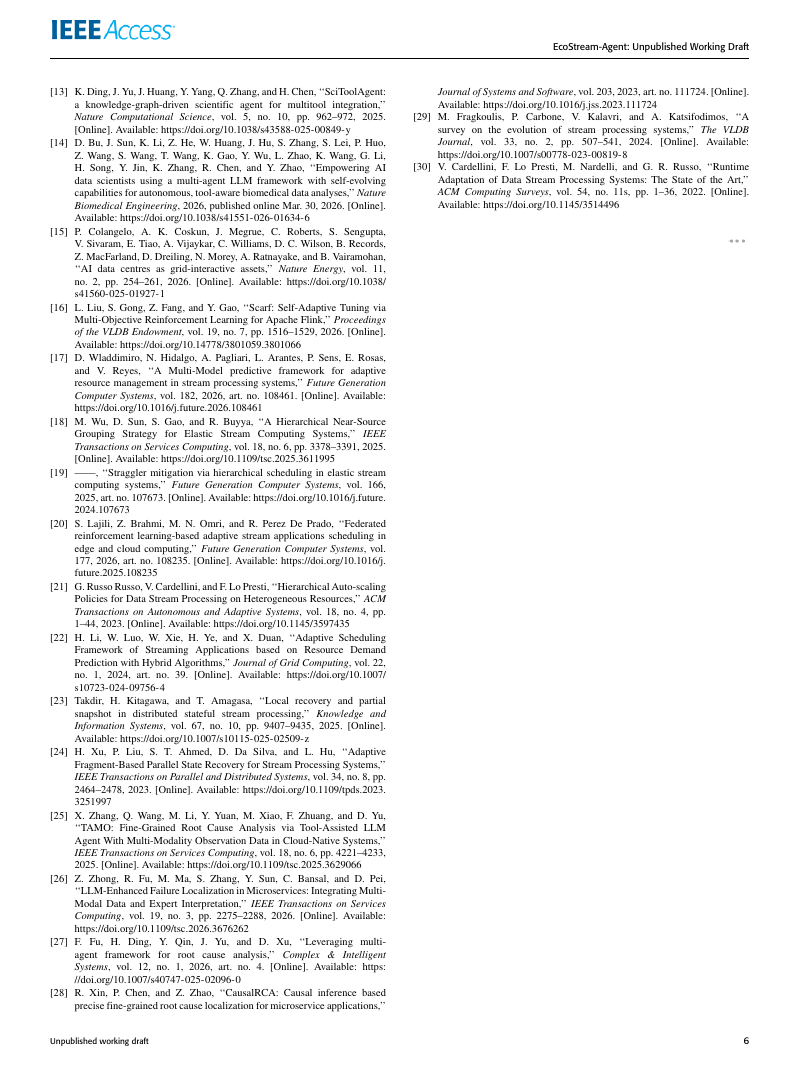 IEEE Access
EcoStream-Agent: Unpublished Working Draft
[13] K. Ding, J. Yu, J. Huang, Y. Yang, Q. Zhang, and H. Chen, “SciToolAgent:
a knowledge-graph-driven scientific agent for multitool integration,”
Nature Computational Science, vol. 5, no. 10, pp. 962–972, 2025.
[Online]. Available: https://doi.org/10.1038/s43588-025-00849-y
[14] D. Bu, J. Sun, K. Li, Z. He, W. Huang, J. Hu, S. Zhang, S. Lei, P. Huo,
Z. Wang, S. Wang, T. Wang, K. Gao, Y. Wu, L. Zhao, K. Wang, G. Li,
H. Song, Y. Jin, K. Zhang, R. Chen, and Y. Zhao, “Empowering AI
data scientists using a multi-agent LLM framework with self-evolving
capabilities for autonomous, tool-aware biomedical data analyses,” Nature
Biomedical Engineering, 2026, published online Mar. 30, 2026. [Online].
Available: https://doi.org/10.1038/s41551-026-01634-6
[15] P. Colangelo, A. K. Coskun, J. Megrue, C. Roberts, S. Sengupta,
V. Sivaram, E. Tiao, A. Vijaykar, C. Williams, D. C. Wilson, B. Records,
Z. MacFarland, D. Dreiling, N. Morey, A. Ratnayake, and B. Vairamohan,
“AI data centres as grid-interactive assets,” Nature Energy, vol. 11,
no. 2, pp. 254–261, 2026. [Online]. Available: https://doi.org/10.1038/
s41560-025-01927-1
[16] L. Liu, S. Gong, Z. Fang, and Y. Gao, “Scarf: Self-Adaptive Tuning via
Multi-Objective Reinforcement Learning for Apache Flink,” Proceedings
of the VLDB Endowment, vol. 19, no. 7, pp. 1516–1529, 2026. [Online].
Available: https://doi.org/10.14778/3801059.3801066
[17] D. Wladdimiro, N. Hidalgo, A. Pagliari, L. Arantes, P. Sens, E. Rosas,
and V. Reyes, “A Multi-Model predictive framework for adaptive
resource management in stream processing systems,” Future Generation
Computer Systems, vol. 182, 2026, art. no. 108461. [Online]. Available:
https://doi.org/10.1016/j.future.2026.108461
[18] M. Wu, D. Sun, S. Gao, and R. Buyya, “A Hierarchical Near-Source
Grouping Strategy for Elastic Stream Computing Systems,” IEEE
Transactions on Services Computing, vol. 18, no. 6, pp. 3378–3391, 2025.
[Online]. Available: https://doi.org/10.1109/tsc.2025.3611995
[19] ——, “Straggler mitigation via hierarchical scheduling in elastic stream
computing systems,” Future Generation Computer Systems, vol. 166,
2025, art. no. 107673. [Online]. Available: https://doi.org/10.1016/j.future.
2024.107673
[20] S. Lajili, Z. Brahmi, M. N. Omri, and R. Perez De Prado, “Federated
reinforcement learning-based adaptive stream applications scheduling in
edge and cloud computing,” Future Generation Computer Systems, vol.
177, 2026, art. no. 108235. [Online]. Available: https://doi.org/10.1016/j.
future.2025.108235
[21] G. Russo Russo, V. Cardellini, and F. Lo Presti, “Hierarchical Auto-scaling
Policies for Data Stream Processing on Heterogeneous Resources,” ACM
Transactions on Autonomous and Adaptive Systems, vol. 18, no. 4, pp.
1–44, 2023. [Online]. Available: https://doi.org/10.1145/3597435
[22] H. Li, W. Luo, W. Xie, H. Ye, and X. Duan, “Adaptive Scheduling
Framework of Streaming Applications based on Resource Demand
Prediction with Hybrid Algorithms,” Journal of Grid Computing, vol. 22,
no. 1, 2024, art. no. 39. [Online]. Available: https://doi.org/10.1007/
s10723-024-09756-4
[23] Takdir, H. Kitagawa, and T. Amagasa, “Local recovery and partial
snapshot in distributed stateful stream processing,” Knowledge and
Information Systems, vol. 67, no. 10, pp. 9407–9435, 2025. [Online].
Available: https://doi.org/10.1007/s10115-025-02509-z
[24] H. Xu, P. Liu, S. T. Ahmed, D. Da Silva, and L. Hu, “Adaptive
Fragment-Based Parallel State Recovery for Stream Processing Systems,”
IEEE Transactions on Parallel and Distributed Systems, vol. 34, no. 8, pp.
2464–2478, 2023. [Online]. Available: https://doi.org/10.1109/tpds.2023.
3251997
[25] X. Zhang, Q. Wang, M. Li, Y. Yuan, M. Xiao, F. Zhuang, and D. Yu,
“TAMO: Fine-Grained Root Cause Analysis via Tool-Assisted LLM
Agent With Multi-Modality Observation Data in Cloud-Native Systems,”
IEEE Transactions on Services Computing, vol. 18, no. 6, pp. 4221–4233,
2025. [Online]. Available: https://doi.org/10.1109/tsc.2025.3629066
[26] Z. Zhong, R. Fu, M. Ma, S. Zhang, Y. Sun, C. Bansal, and D. Pei,
“LLM-Enhanced Failure Localization in Microservices: Integrating Multi-
Modal Data and Expert Interpretation,” IEEE Transactions on Services
Computing, vol. 19, no. 3, pp. 2275–2288, 2026. [Online]. Available:
https://doi.org/10.1109/tsc.2026.3676262
[27] F. Fu, H. Ding, Y. Qin, J. Yu, and D. Xu, “Leveraging multi-
agent framework for root cause analysis,” Complex & Intelligent
Systems, vol. 12, no. 1, 2026, art. no. 4. [Online]. Available: https:
//doi.org/10.1007/s40747-025-02096-0
[28] R. Xin, P. Chen, and Z. Zhao, “CausalRCA: Causal inference based
precise fine-grained root cause localization for microservice applications,”
Journal of Systems and Software, vol. 203, 2023, art. no. 111724. [Online].
Available: https://doi.org/10.1016/j.jss.2023.111724
[29] M. Fragkoulis, P. Carbone, V. Kalavri, and A. Katsifodimos, “A
survey on the evolution of stream processing systems,” The VLDB
Journal, vol. 33, no. 2, pp. 507–541, 2024. [Online]. Available:
https://doi.org/10.1007/s00778-023-00819-8
[30] V. Cardellini, F. Lo Presti, M. Nardelli, and G. R. Russo, “Runtime
Adaptation of Data Stream Processing Systems: The State of the Art,”
ACM Computing Surveys, vol. 54, no. 11s, pp. 1–36, 2022. [Online].
Available: https://doi.org/10.1145/3514496
Unpublished working draft
6